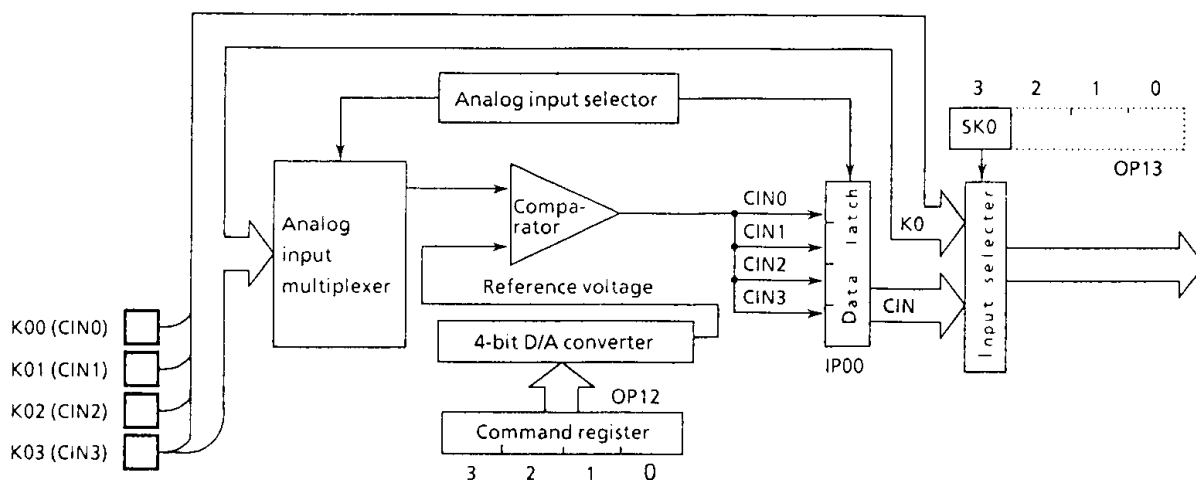 Analog input selector
3 2 1 0
SK0
OP13
Analog
input
multiplexer
Compa-
rator
CIN0
CIN1
CIN2
CIN3
Data latch
K0
CIN
Input selecter
Reference voltage
K00 (CIN0)
K01 (CIN1)
K02 (CIN2)
K03 (CiN3)
4-bit D/A converter
IP00
OP12
Command register
3 2 1 0